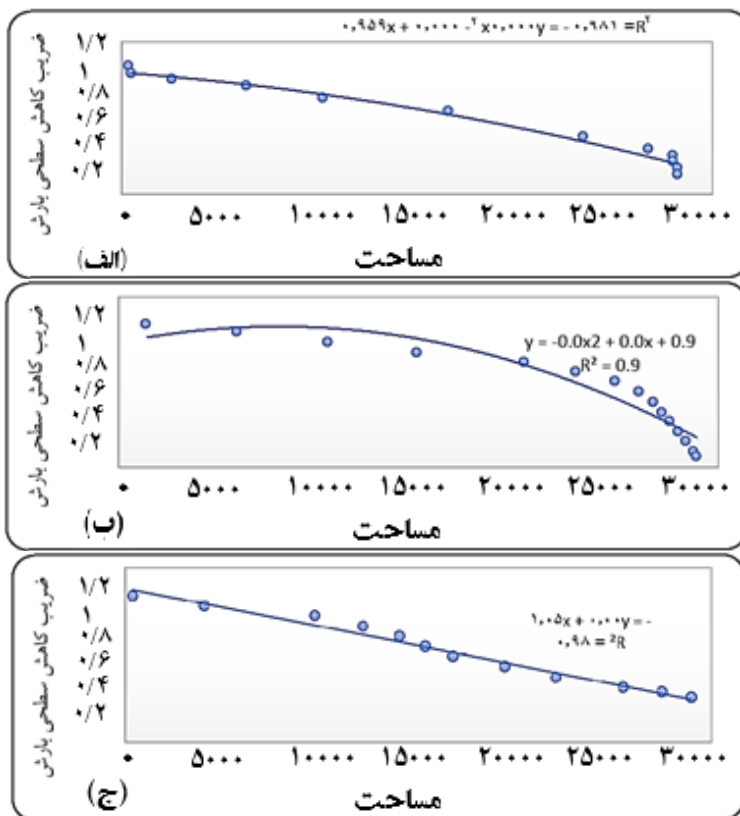 ۰,۹۵۹x + ۰,۰۰۰ -² x۰,۰۰۰y = - ۰,۹۸۱ =R²
ضریب کاهش سطحی بارش
۱/۲
۱
۰/۸
۰/۶
۰/۴
۰/۲
۰ ۵۰۰۰ ۱۰۰۰۰ ۱۵۰۰۰ ۲۰۰۰۰ ۲۵۰۰۰ ۳۰۰۰۰
مساحت
(الف)
ضریب کاهش سطحی بارش
۱/۲
۱
۰/۸
۰/۶
۰/۴
۰/۲
y = -0.0x2 + 0.0x + 0.9
R² = 0.9
۰ ۵۰۰۰ ۱۰۰۰۰ ۱۵۰۰۰ ۲۰۰۰۰ ۲۵۰۰۰ ۳۰۰۰۰
مساحت
(ب)
ضریب کاهش سطحی بارش
۱/۲
۱
۰/۸
۰/۶
۰/۴
۰/۲
۱,۰۵x + ۰,۰۰y = -
۰,۹۸ = ²R
۰ ۵۰۰۰ ۱۰۰۰۰ ۱۵۰۰۰ ۲۰۰۰۰ ۲۵۰۰۰ ۳۰۰۰۰
مساحت
(ج)